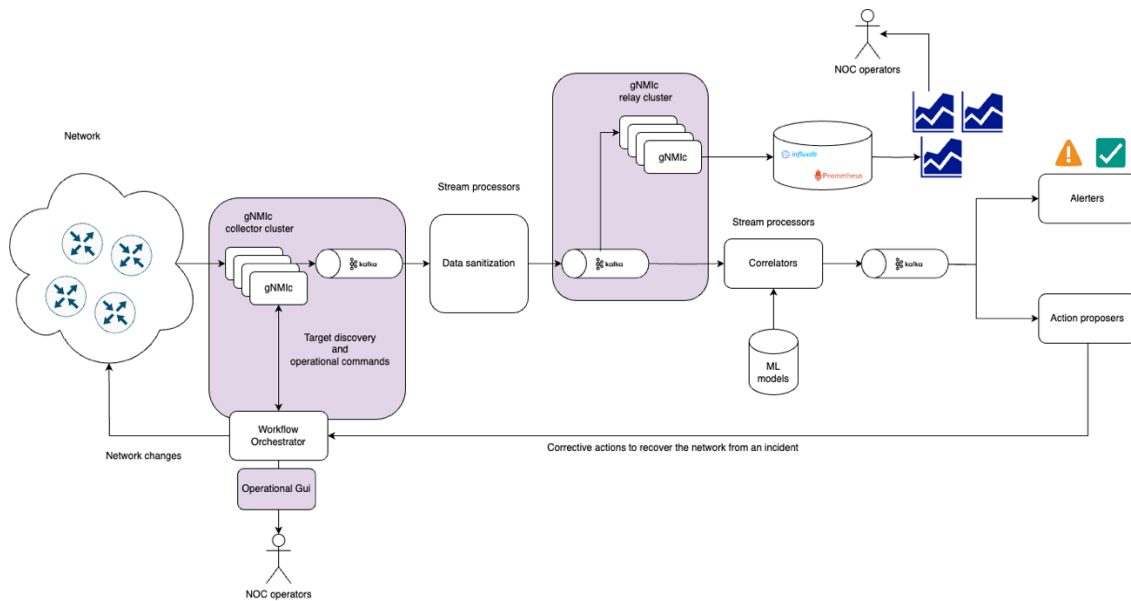 NOC operators
gNMIc
relay cluster
Network
gNMIc
influxdb
Prometheus
Stream processors
gNMIc
collector cluster
Stream processors
Alerters
kafka
Data sanitization
kafka
Correlators
kafka
gNMIc
Target discovery
and
operational commands
Action proposers
ML
models
Workflow
Orchestrator
Network changes
Corrective actions to recover the network from an incident
Operational Gui
NOC operators